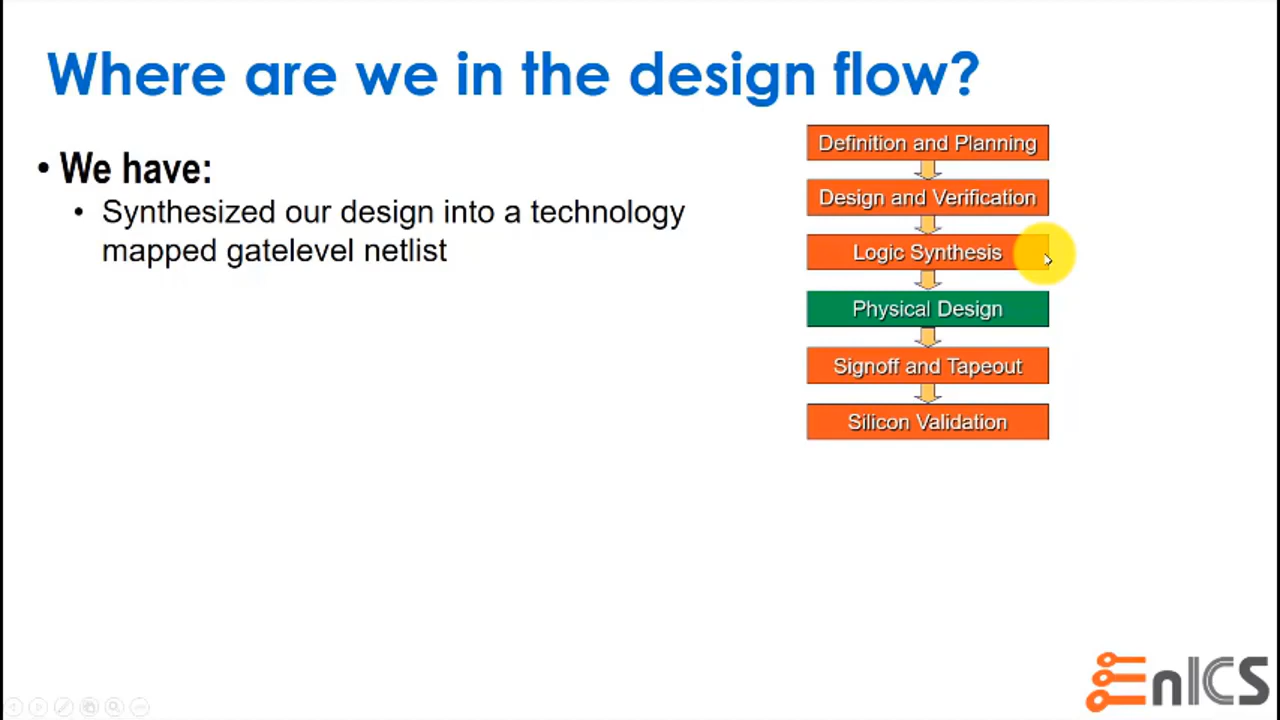 Where are we in the design flow?
• We have:
• Synthesized our design into a technology
mapped gatelevel netlist
Definition and Planning
Design and Verification
Logic Synthesis
Physical Design
Signoff and Tapeout
Silicon Validation
EnICS